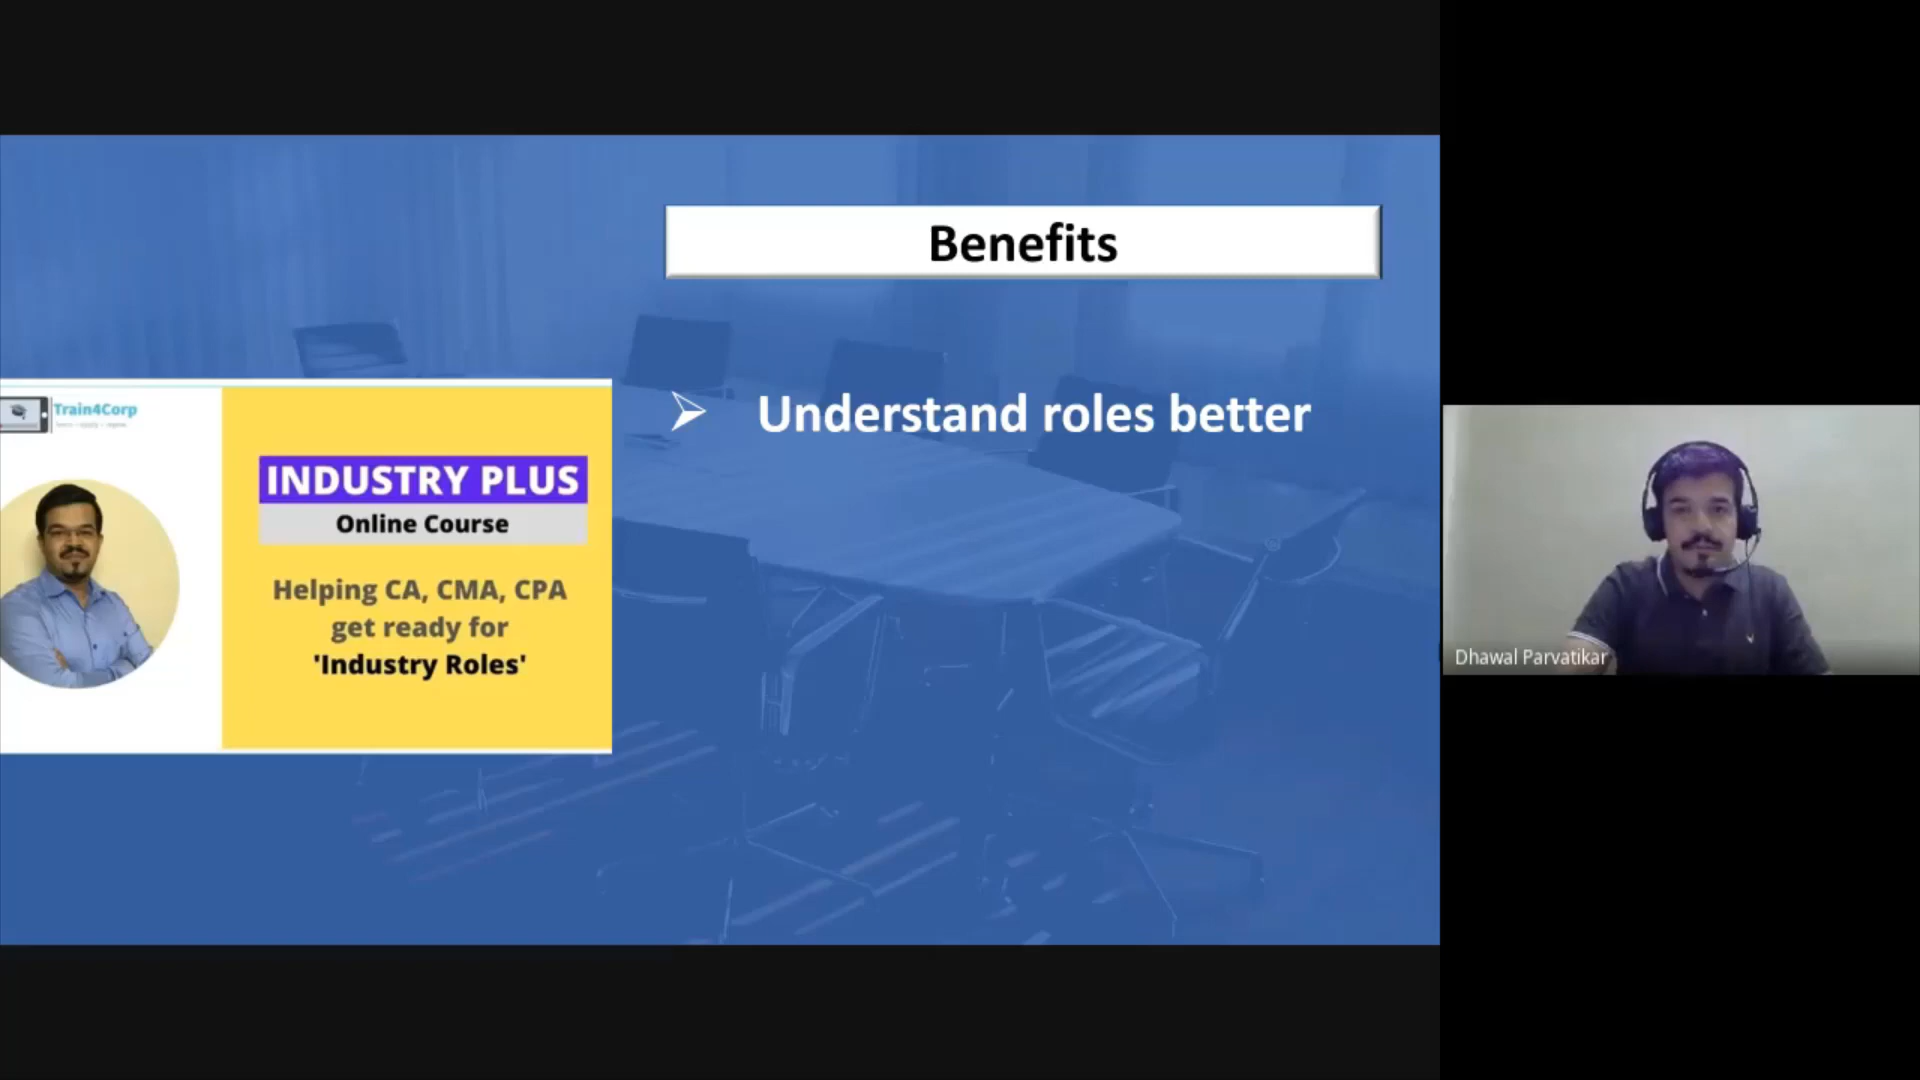 Benefits
Understand roles better
Train4Corp
INDUSTRY PLUS
Online Course
Helping CA, CMA, CPA
get ready for
'Industry Roles'
Dhawal Parvatikar